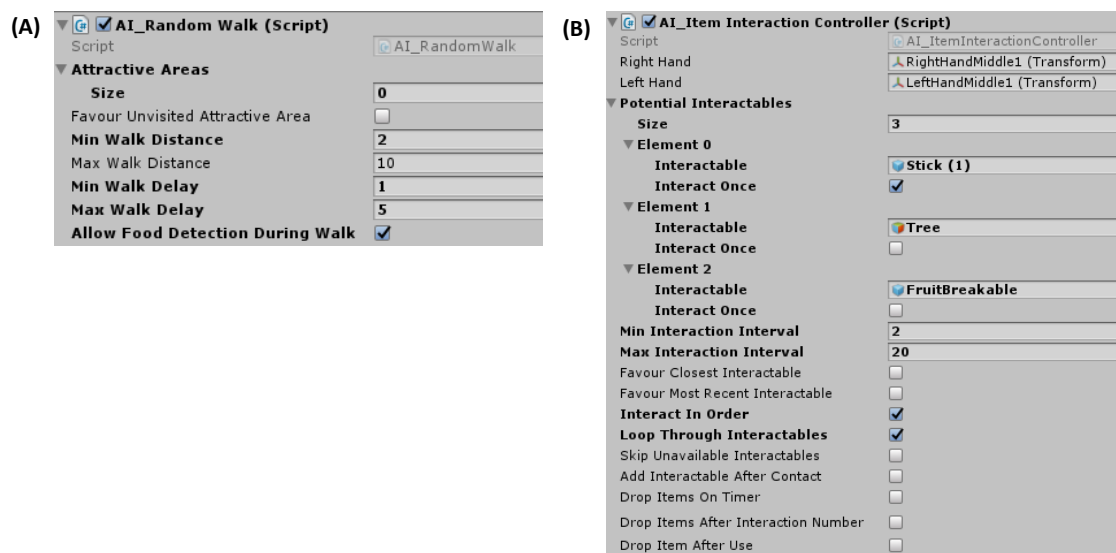 (A)
AI_Random Walk (Script)
Script AI_RandomWalk
Attractive Areas
Size 0
Favour Unvisited Attractive Area
Min Walk Distance 2
Max Walk Distance 10
Min Walk Delay 1
Max Walk Delay 5
Allow Food Detection During Walk
(B)
AI_Item Interaction Controller (Script)
Script AI_ItemInteractionController
Right Hand RightHandMiddle1 (Transform)
Left Hand LeftHandMiddle1 (Transform)
Potential Interactables
Size 3
Element 0
Interactable Stick (1)
Interact Once
Element 1
Interactable Tree
Interact Once
Element 2
Interactable FruitBreakable
Interact Once
Min Interaction Interval 2
Max Interaction Interval 20
Favour Closest Interactable
Favour Most Recent Interactable
Interact In Order
Loop Through Interactables
Skip Unavailable Interactables
Add Interactable After Contact
Drop Items On Timer
Drop Items After Interaction Number
Drop Item After Use